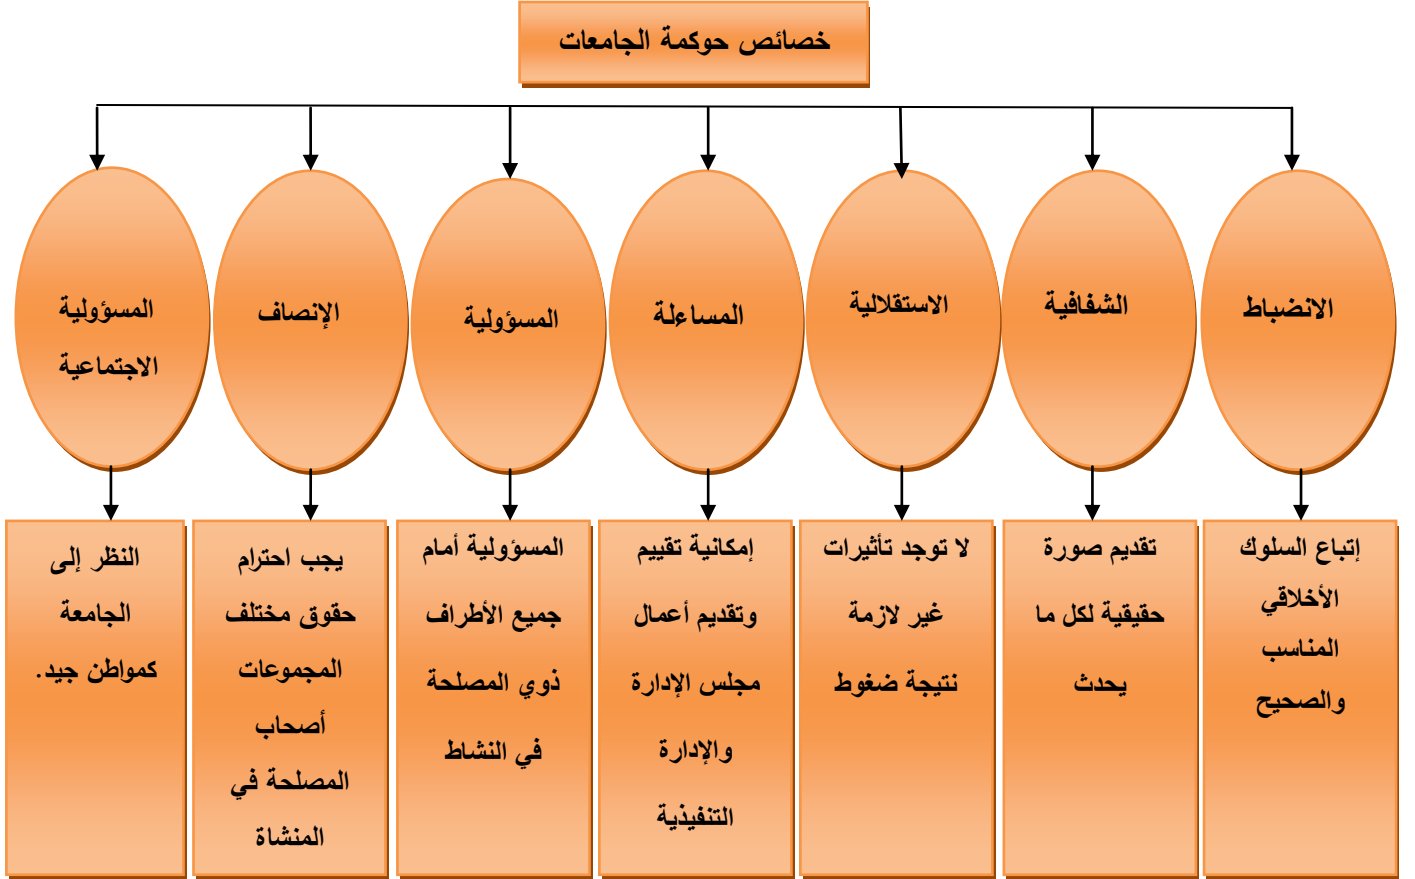 خصائص حوكمة الجامعات
الانضباط
الشفافية
الاستقلالية
المساءلة
المسؤولية
الإنصاف
المسؤولية
الاجتماعية
إتباع السلوك
الأخلاقي
المناسب
والصحيح
تقديم صورة
حقيقية لكل ما
يحدث
لا توجد تأثيرات
غير لازمة
نتيجة ضغوط
إمكانية تقييم
وتقديم أعمال
مجلس الإدارة
والإدارة
التنفيذية
المسؤولية أمام
جميع الأطراف
ذوي المصلحة
في النشاط
يجب احترام
حقوق مختلف
المجموعات
أصحاب
المصلحة في
المنشاة
النظر إلى
الجامعة
كمواطن جيد.